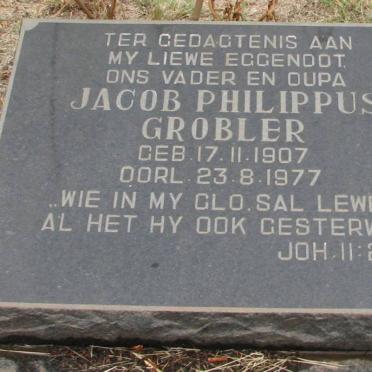 TER GEDAGTENIS AAN
MY LIEWE EGGENOOT.
ONS VADER EN OUPA
JACOB PHILIPPUS
GROBLER
GEB. 17.11.1907
OORL. 23.8.1977
„WIE IN MY GLO, SAL LEWE
AL HET HY OOK GESTERW
JOH. 11:2